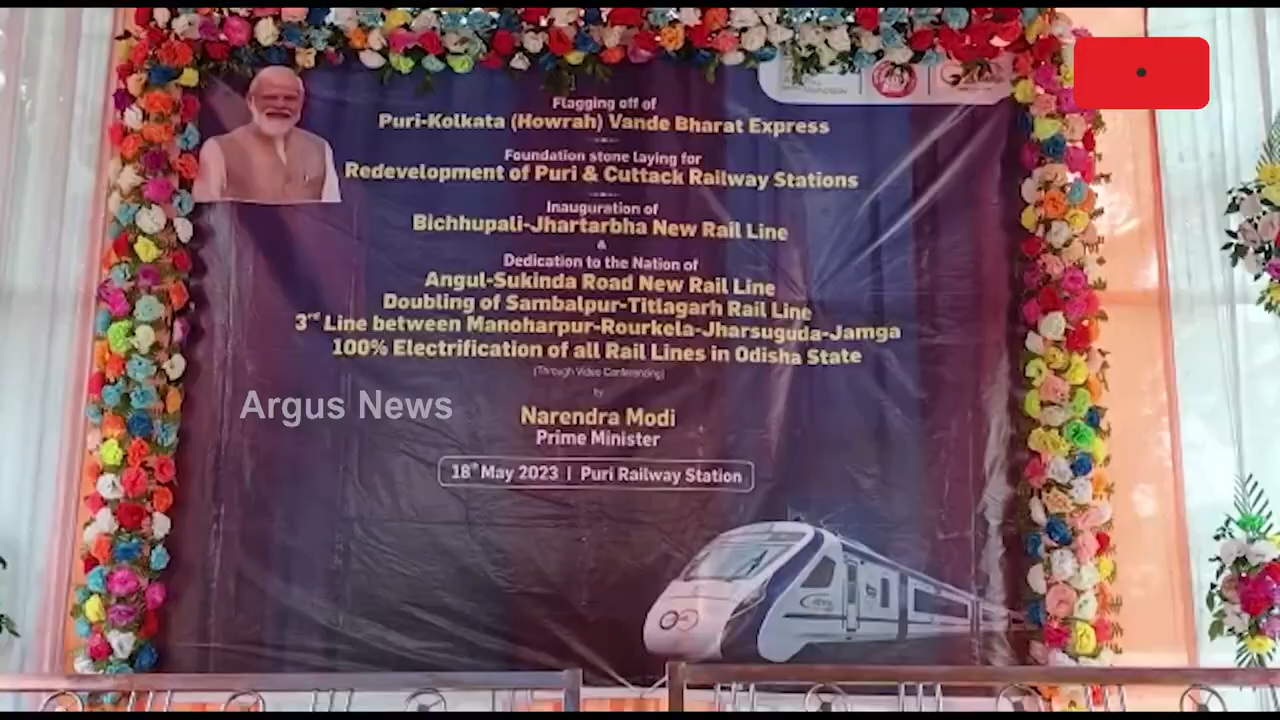 Flagging off of
Puri-Kolkata (Howrah) Vande Bharat Express
Foundation stone laying for
Redevelopment of Puri & Cuttack Railway Stations
Inauguration of
Bichhupali-Jhartarbha New Rail Line
&
Dedication to the Nation of
Angul-Sukinda Road New Rail Line
Doubling of Sambalpur-Titlagarh Rail Line
3rd Line between Manoharpur-Rourkela-Jharsuguda-Jamga
100% Electrification of all Rail Lines in Odisha State
(Through Video Conferencing)
by
Argus News
Narendra Modi
Prime Minister
18th May 2023 | Puri Railway Station